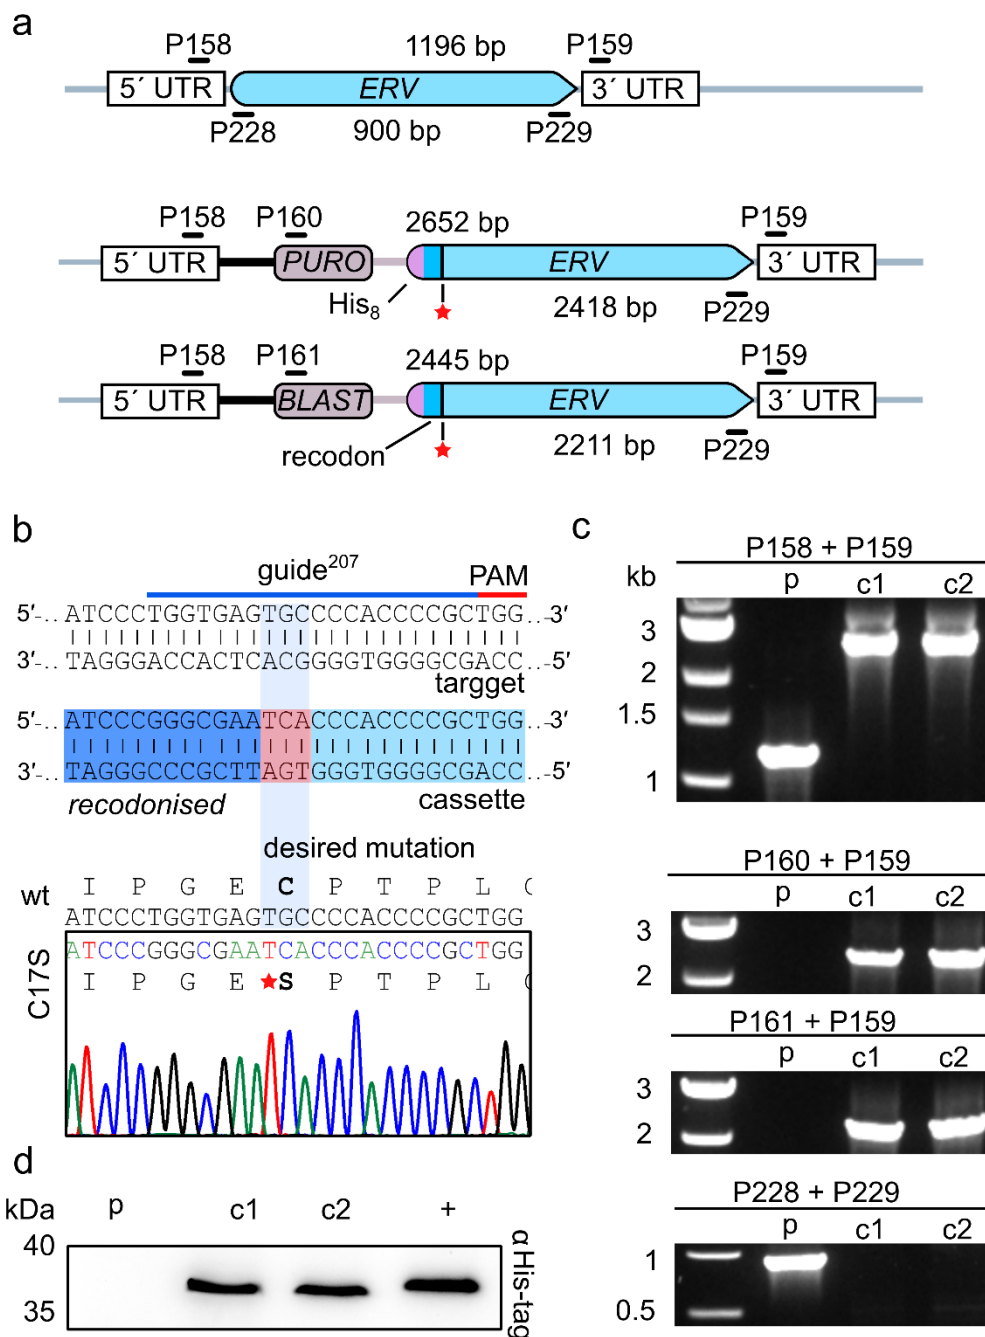 a
P158 1196 bp P159
5´ UTR ERV 3´ UTR
P228 900 bp P229
P158 P160 2652 bp P159
5´ UTR PURO ERV 3´ UTR
His8 2418 bp P229
P158 P161 2445 bp P159
5´ UTR BLAST ERV 3´ UTR
recodon 2211 bp P229
b
guide207 PAM
5′-..ATCCCTGGTGAGTGCCCCACCCCGCTGG..-3′
3′-..TAGGGACCACTCACGGGGTGGGGCGACC..-5′
targget
5′-..ATCCCGGGCGAATCACCCACCCCGCTGG..-3′
3′-..TAGGGCCCGCTTAGTGGGTGGGGCGACC..-5′
recodonised cassette
desired mutation
wt
I P G E C P T P L
ATCCCTGGTGAGTGCCCCACCCCGCTGG
C17S
ATCCCGGGCGAATCACCCACCCCGCTGG
I P G E S P T P L
c
P158 + P159
kb p c1 c2
3
2
1.5
1
P160 + P159
p c1 c2
3
2
P161 + P159
p c1 c2
3
2
P228 + P229
p c1 c2
1
0.5
d
kDa p c1 c2 +
40
35
αHis-tag